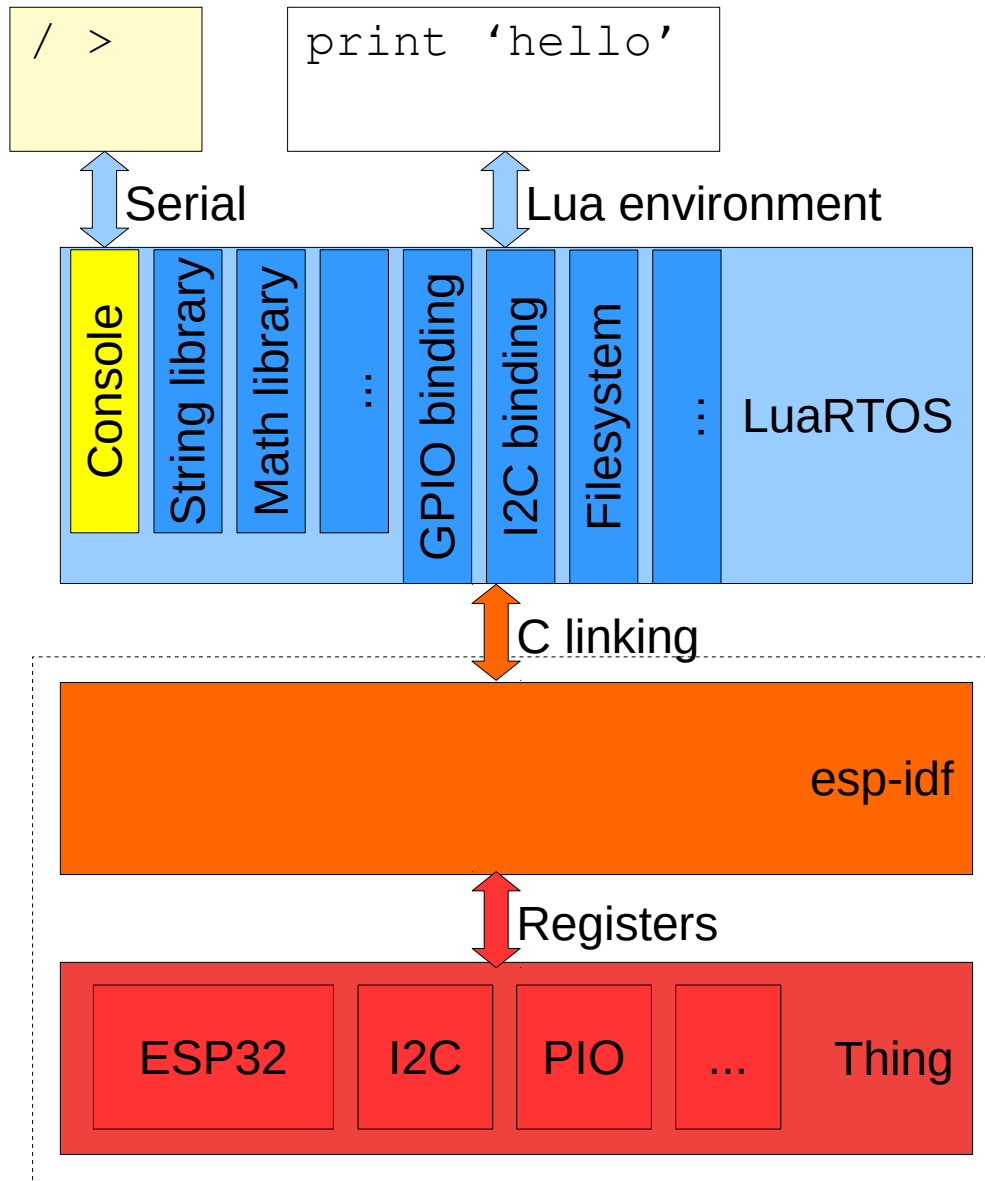 / >
print ‘hello’
Serial
Lua environment
Console
String library
Math library
...
GPIO binding
I2C binding
Filesystem
...
LuaRTOS
C linking
esp-idf
Registers
ESP32
I2C
PIO
...
Thing